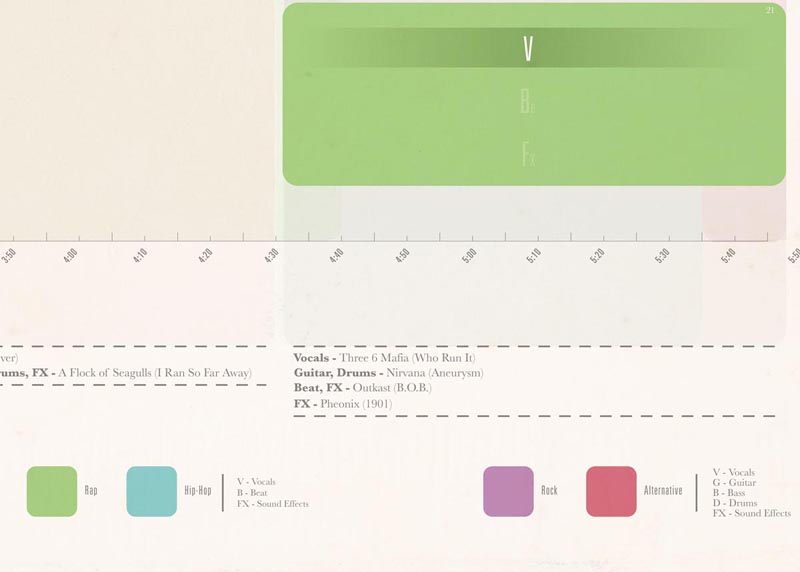 21
V
Be
Fx
3:50 4:00 4:10 4:20 4:30 4:40 4:50 5:00 5:10 5:20 5:30 5:40 5:50
ver)
rums, FX - A Flock of Seagulls (I Ran So Far Away)
Vocals - Three 6 Mafia (Who Run It)
Guitar, Drums - Nirvana (Aneurysm)
Beat, FX - Outkast (B.O.B.)
FX - Pheonix (1901)
Rap
Hip-Hop
V - Vocals
B - Beat
FX - Sound Effects
Rock
Alternative
V - Vocals
G - Guitar
B - Bass
D - Drums
FX - Sound Effects